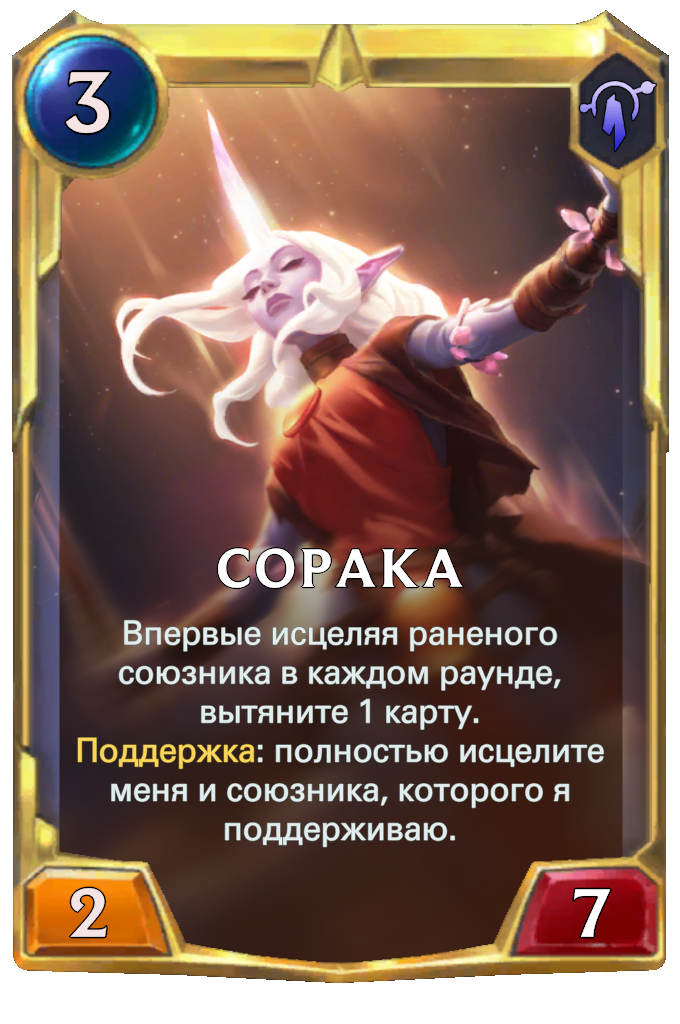 3
СОРАКА
Впервые исцеляя раненого
союзника в каждом раунде,
вытяните 1 карту.
Поддержка: полностью исцелите
меня и союзника, которого я
поддерживаю.
2
7